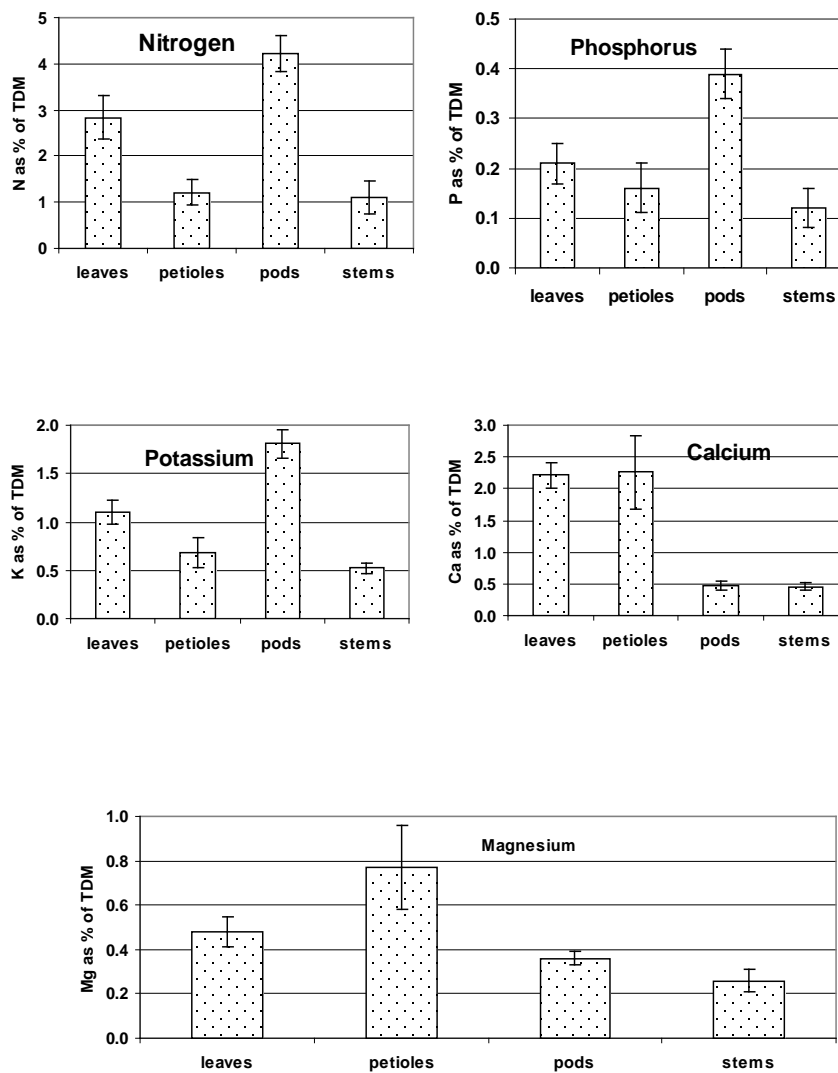 Nitrogen
N as % of TDM
5
4
3
2
1
0
leaves petioles pods stems
Phosphorus
P as % of TDM
0.5
0.4
0.3
0.2
0.1
0.0
leaves petioles pods stems
Potassium
K as % of TDM
2.0
1.5
1.0
0.5
0.0
leaves petioles pods stems
Calcium
Ca as % of TDM
3.0
2.5
2.0
1.5
1.0
0.5
0.0
leaves petioles pods stems
Magnesium
Mg as % of TDM
1.0
0.8
0.6
0.4
0.2
0.0
leaves petioles pods stems